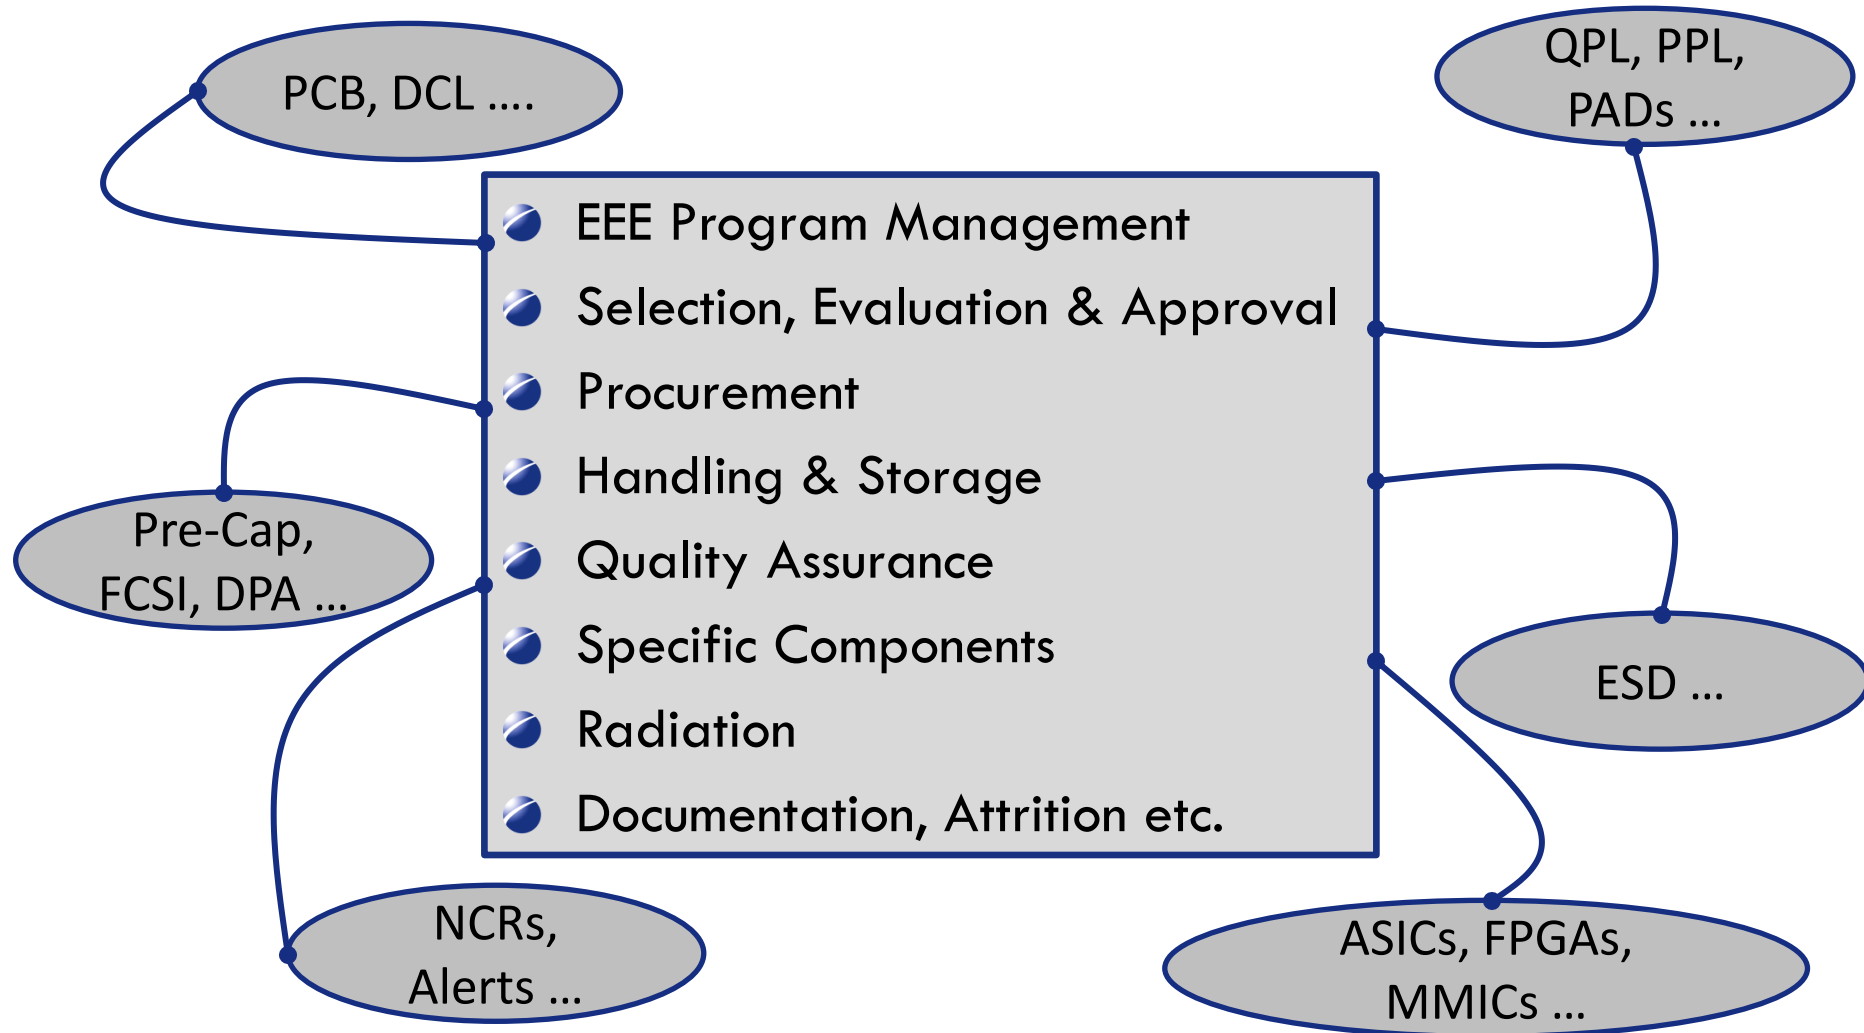 PCB, DCL ....
QPL, PPL,
PADs ...
EEE Program Management
Selection, Evaluation & Approval
Procurement
Handling & Storage
Quality Assurance
Specific Components
Radiation
Documentation, Attrition etc.
Pre-Cap,
FCSI, DPA ...
ESD ...
NCRs,
Alerts ...
ASICs, FPGAs,
MMICs ...